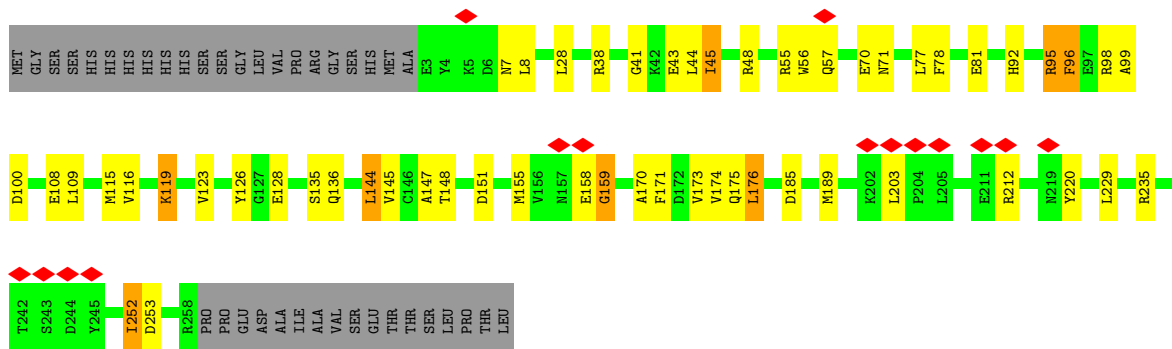 MET GLY SER SER HIS HIS HIS HIS HIS HIS SER SER GLY LEU VAL PRO ARG GLY SER HIS MET ALA E3 Y4 K5 D6 N7 L8 L28 R38 G41 K42 E43 L44 I45 R48 R55 W56 Q57 E70 N71 L77 F78 E81 H92 R95 F96 E97 R98 A99
D100 E108 L109 M115 V116 K119 V123 Y126 G127 E128 S135 Q136 L144 V145 C146 A147 T148 D151 M155 V156 N157 E158 G159 A170 F171 D172 V173 V174 Q175 L176 D185 M189 K202 L203 P204 L205 E211 R212 N219 Y220 L229 R235
T242 S243 D244 Y245 I252 D253 R258 PRO PRO GLU ASP ALA ILE ALA VAL SER GLU THR THR SER LEU PRO THR LEU